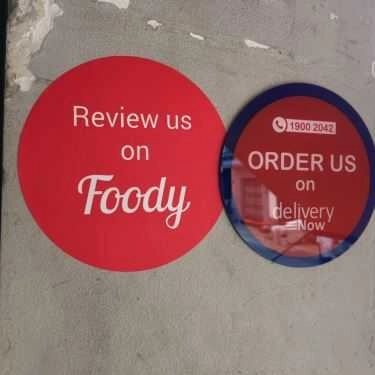 Review us
on
Foody
1900 2042
ORDER US
on
delivery
Now